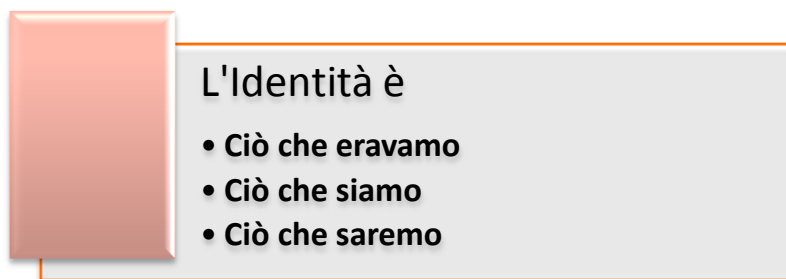 L'Identità è
• Ciò che eravamo
• Ciò che siamo
• Ciò che saremo